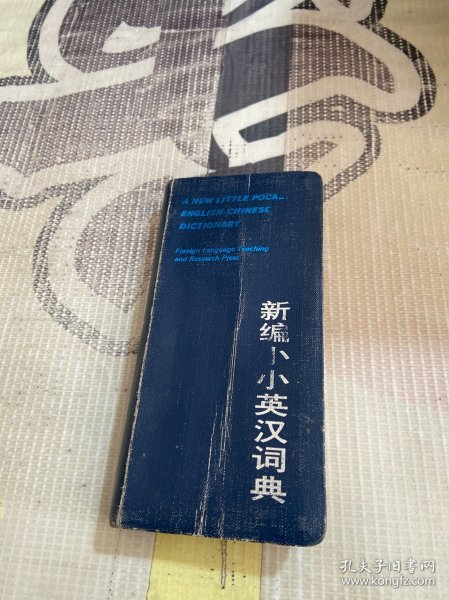 A NEW LITTLE
ENGLISH-CHINESE
DICTIONARY
Foreign Language Teaching
and Research Press
新编小小英汉词典
孔夫子旧书网
www.kongfz.com